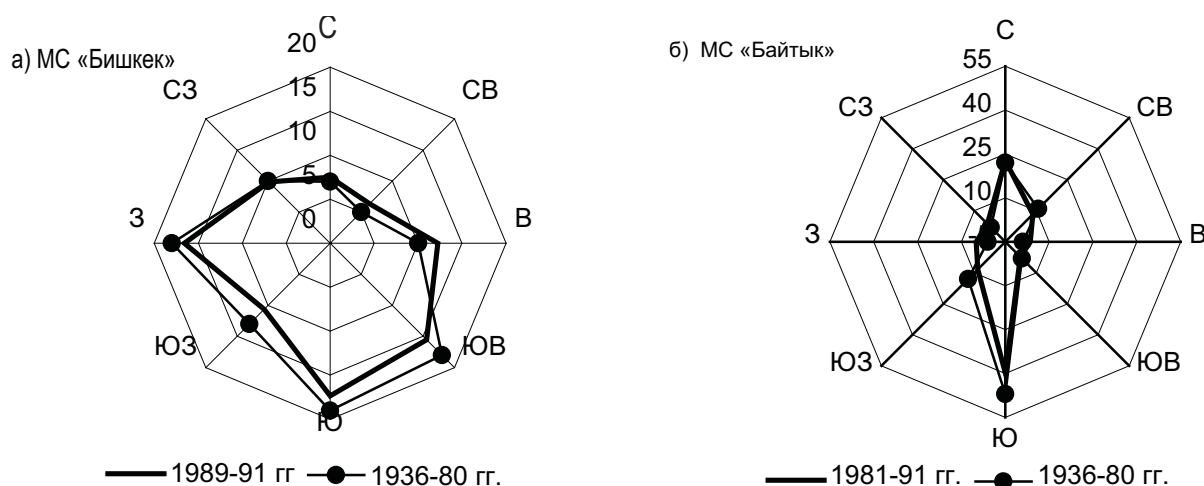 а) МС «Бишкек»
С
СВ
В
ЮВ
Ю
ЮЗ
З
СЗ
20
15
10
5
0
1989-91 гг
1936-80 гг.
б) МС «Байтык»
С
СВ
В
ЮВ
Ю
ЮЗ
З
СЗ
55
40
25
10
1981-91 гг.
1936-80 гг.